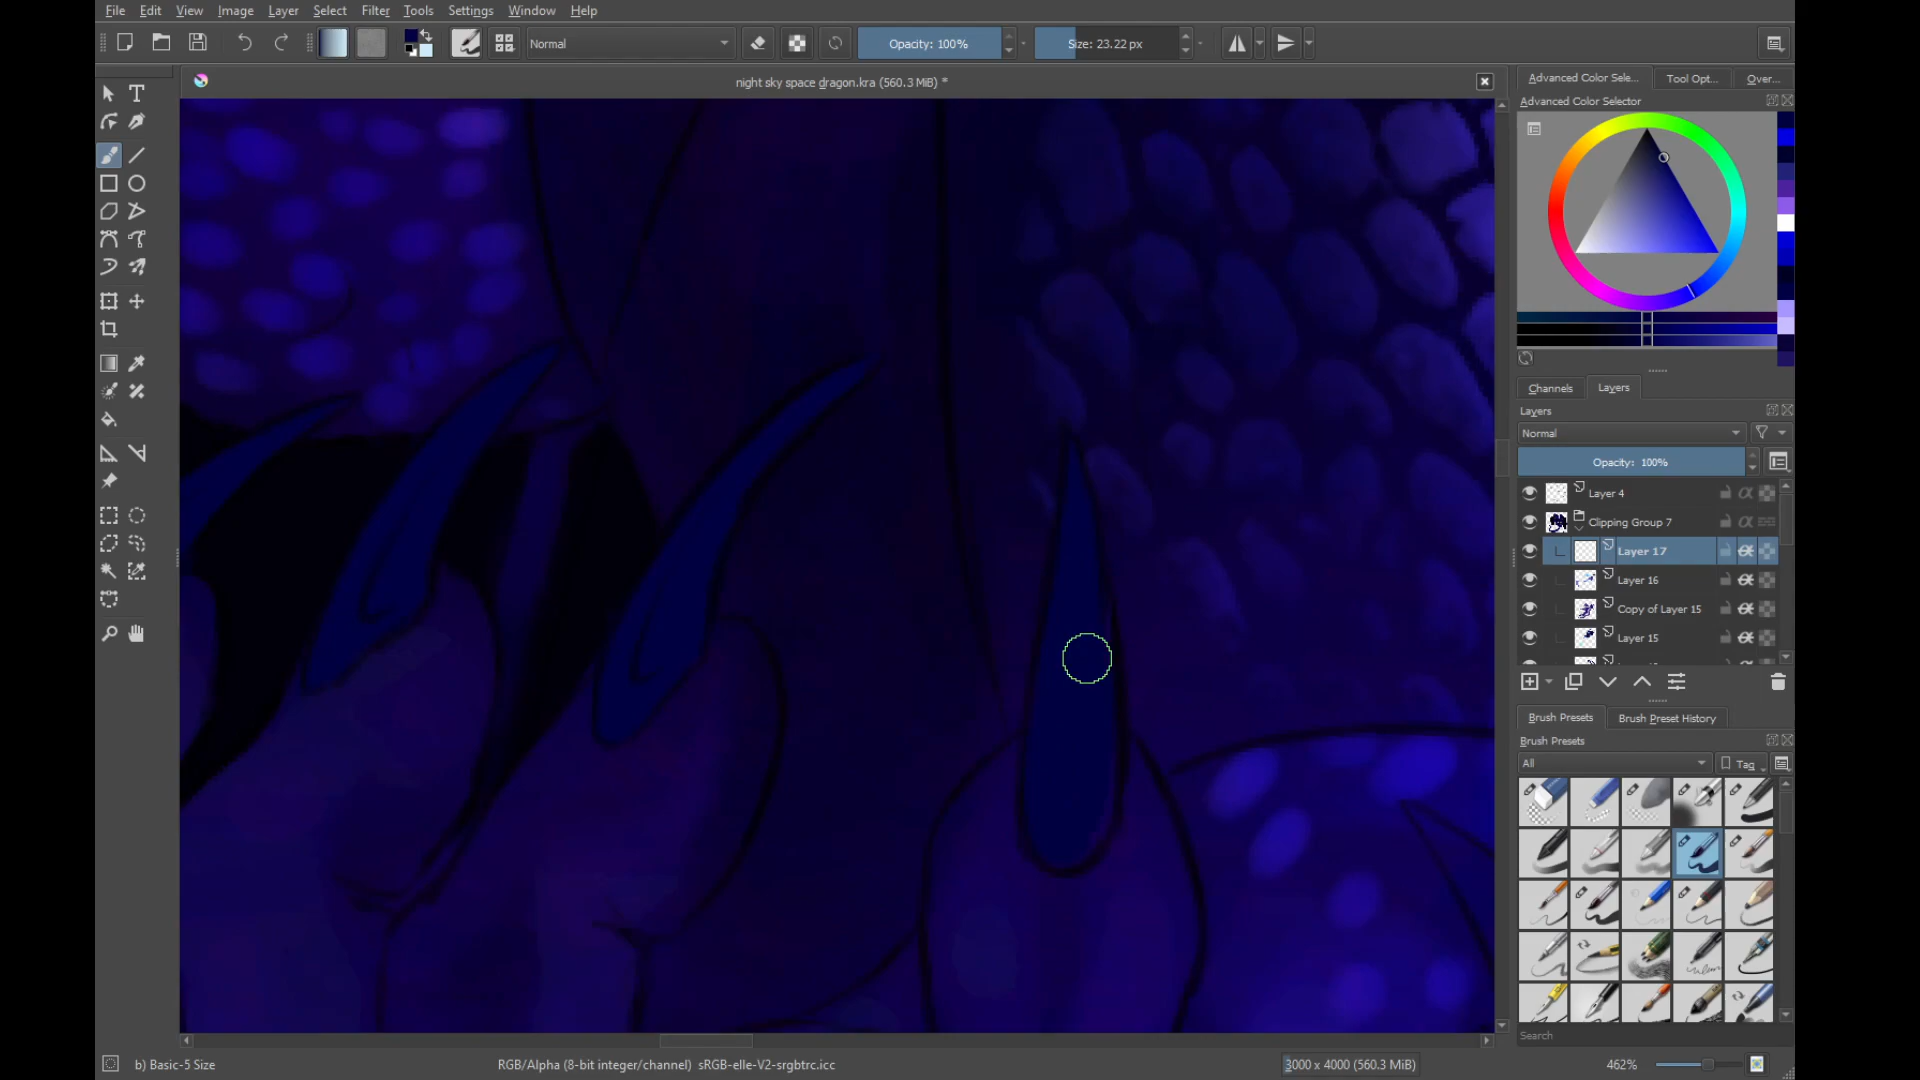 File Edit View Select Image Layer Select Filter Tools Settings Window Help
Normal Opacity: 100% Size: 23.22 px
night sky space dragon.kra (560.3 MiB) *
Advanced Color Sele... Tool Opt... Over...
Advanced Color Selector
Channels Layers
Layers
Normal
Opacity: 100%
Layer 4
Clipping Group 7
Layer 17
Layer 16
Copy of Layer 15
Layer 15
Brush Presets Brush Preset History
Brush Presets
All Tag
Search
b) Basic-5 Size RGB/Alpha (8-bit integer/channel) sRGB-elle-V2-srgbtrc.icc 3000 x 4000 (560.3 MiB) 462%